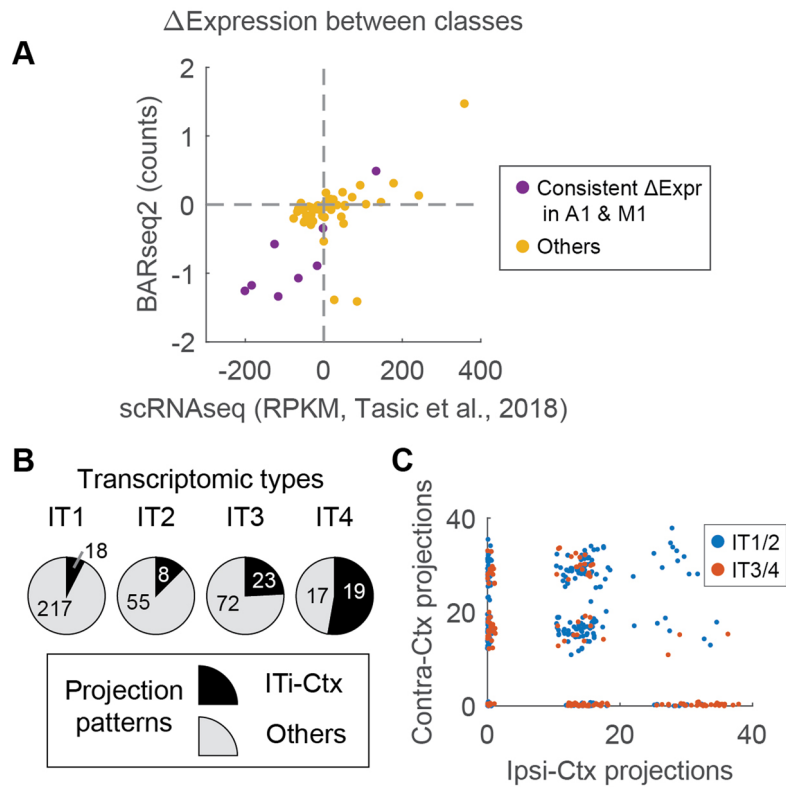 ΔExpression between classes
A
2
1
0
-1
-2
BARseq2 (counts)
-200 0 200 400
scRNAseq (RPKM, Tasic et al., 2018)
Consistent ΔExpr
in A1 & M1
Others
B
Transcriptomic types
IT1 IT2 IT3 IT4
18
217
8
55
23
72
19
17
Projection
patterns
ITi-Ctx
Others
C
Contra-Ctx projections
40
20
0
0 20 40
Ipsi-Ctx projections
IT1/2
IT3/4